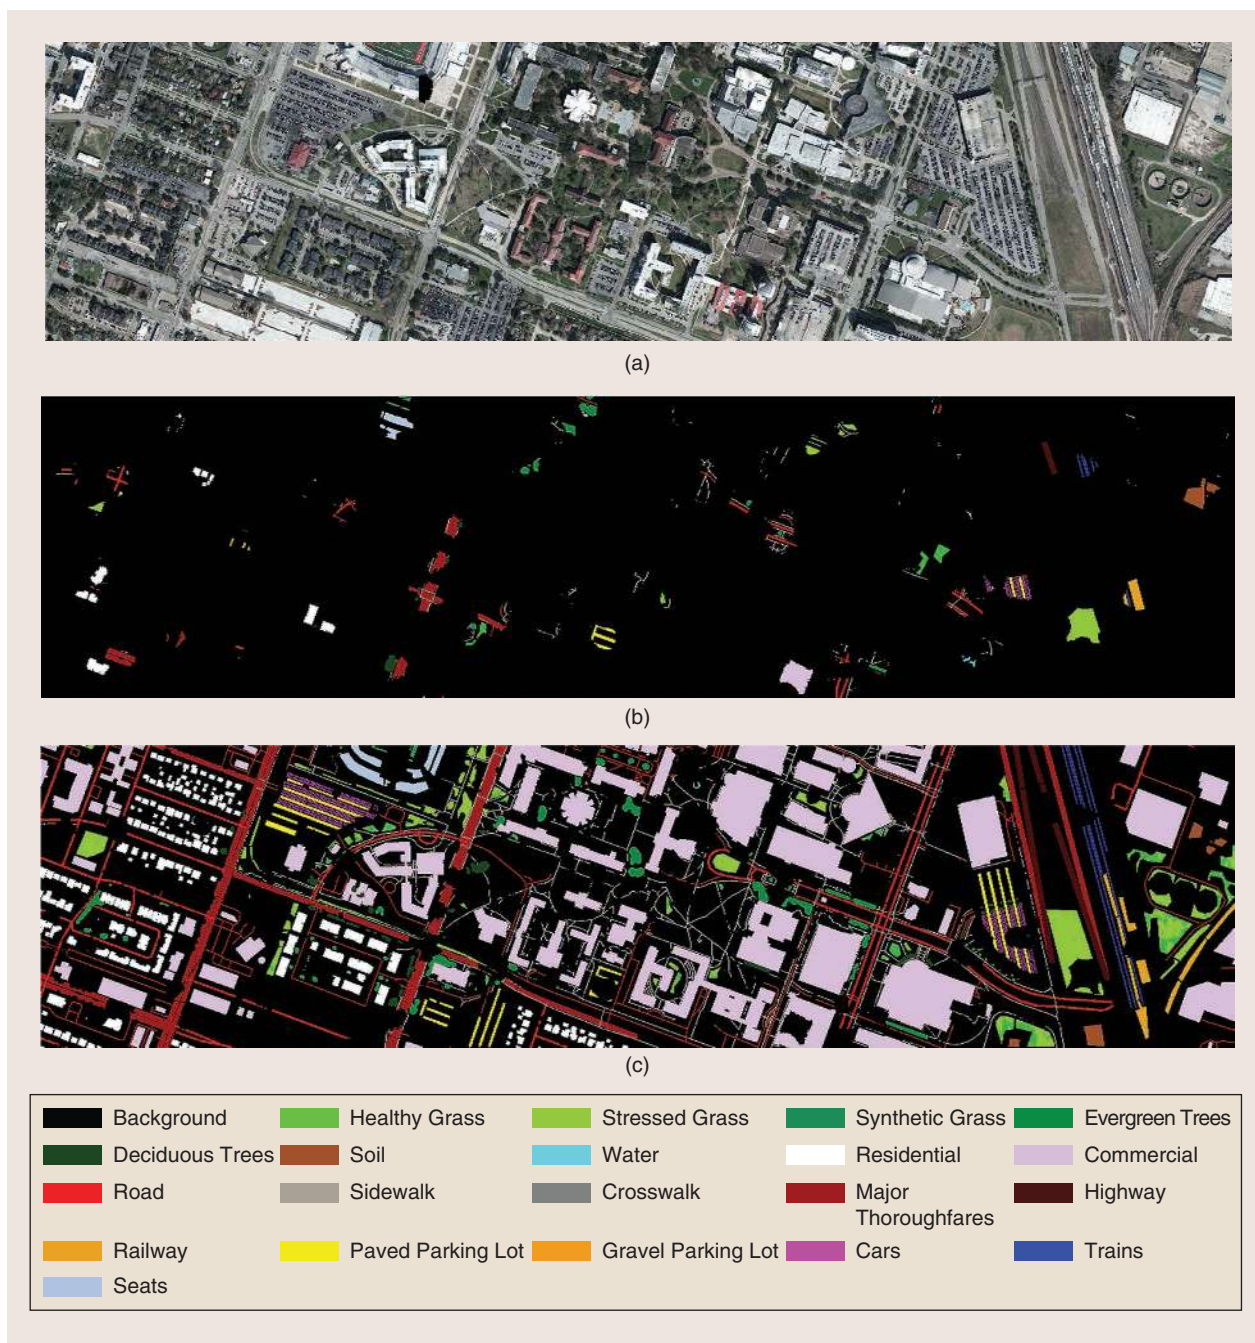 (a)
(b)
(c)
Background Healthy Grass Stressed Grass Synthetic Grass Evergreen Trees
Deciduous Trees Soil Water Residential Commercial
Road Sidewalk Crosswalk Major Thoroughfares Highway
Railway Paved Parking Lot Gravel Parking Lot Cars Trains
Seats